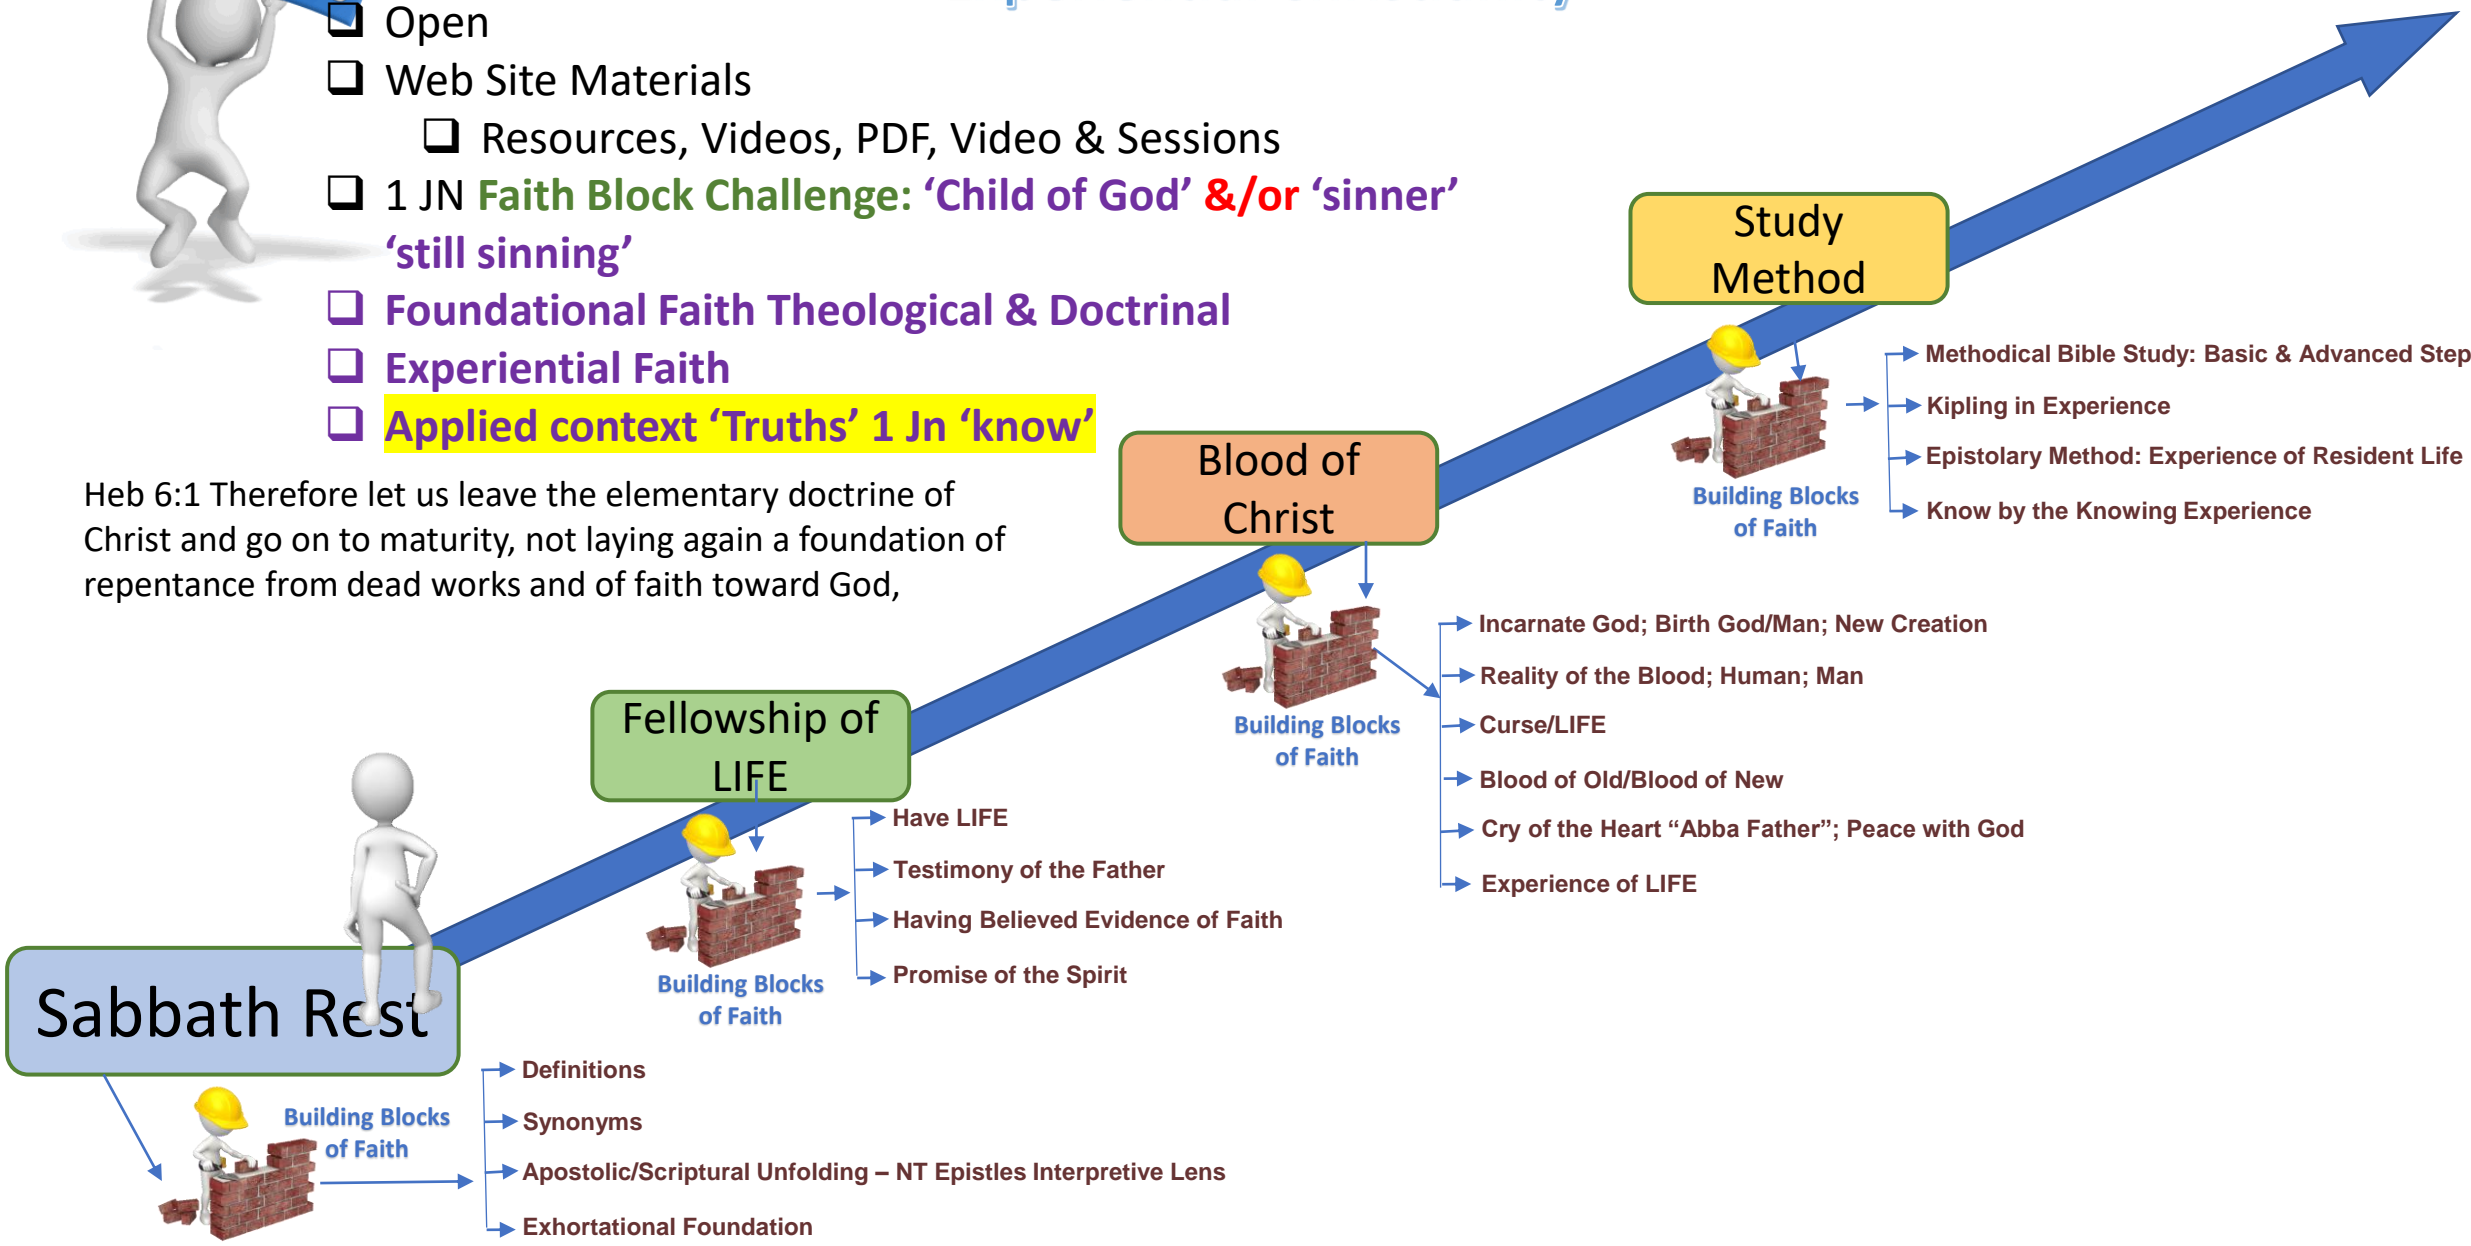 ❑ Open
❑ Web Site Materials
❑ Resources, Videos, PDF, Video & Sessions
❑ 1 JN Faith Block Challenge: ‘Child of God’ &/or ‘sinner’
‘still sinning’
❑ Foundational Faith Theological & Doctrinal
❑ Experiential Faith
❑ Applied context ‘Truths’ 1 Jn ‘know’
Heb 6:1 Therefore let us leave the elementary doctrine of
Christ and go on to maturity, not laying again a foundation of
repentance from dead works and of faith toward God,
Study
Method
Building Blocks
of Faith
Methodical Bible Study: Basic & Advanced Step
Kipling in Experience
Epistolary Method: Experience of Resident Life
Know by the Knowing Experience
Blood of
Christ
Building Blocks
of Faith
Incarnate God; Birth God/Man; New Creation
Reality of the Blood; Human; Man
Curse/LIFE
Blood of Old/Blood of New
Cry of the Heart “Abba Father”; Peace with God
Experience of LIFE
Fellowship of
LIFE
Building Blocks
of Faith
Have LIFE
Testimony of the Father
Having Believed Evidence of Faith
Promise of the Spirit
Sabbath Rest
Building Blocks
of Faith
Definitions
Synonyms
Apostolic/Scriptural Unfolding – NT Epistles Interpretive Lens
Exhortational Foundation